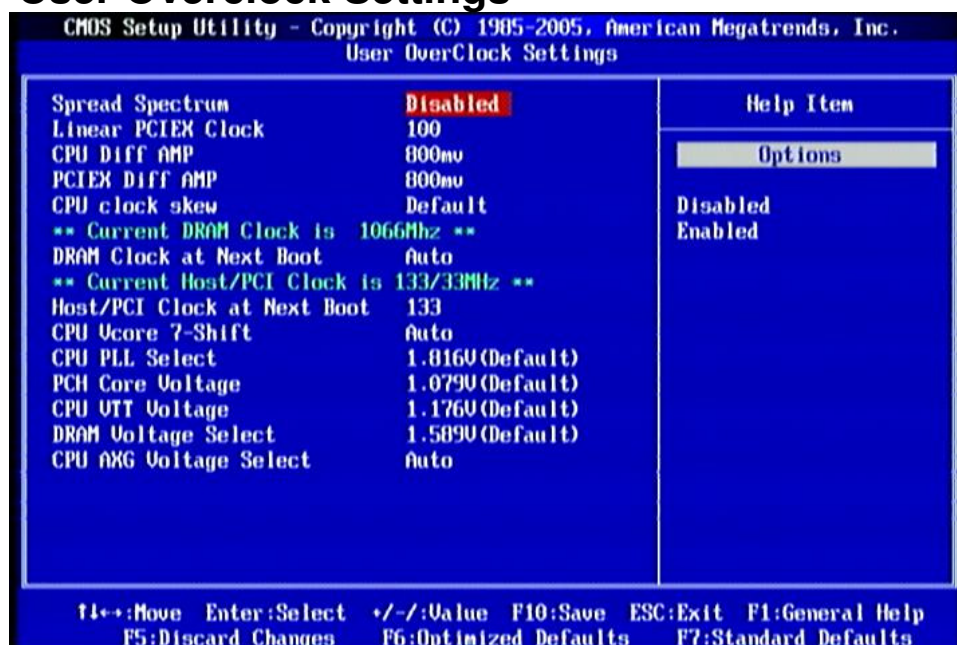 User Overclock Settings
CMOS Setup Utility - Copyright (C) 1985-2005, American Megatrends, Inc.
User OverClock Settings
Spread Spectrum Disabled
Linear PCIEX Clock 100
CPU Diff AMP 800mv
PCIEX Diff AMP 800mv
CPU clock skew Default
** Current DRAM Clock is 1066Mhz **
DRAM Clock at Next Boot Auto
** Current Host/PCI Clock is 133/33MHz **
Host/PCI Clock at Next Boot 133
CPU Vcore 7-Shift Auto
CPU PLL Select 1.816V(Default)
PCH Core Voltage 1.079V(Default)
CPU VTT Voltage 1.176V(Default)
DRAM Voltage Select 1.589V(Default)
CPU AXG Voltage Select Auto
Help Item
Options
Disabled
Enabled
↑↓←→:Move Enter:Select +/-/:Value F10:Save ESC:Exit F1:General Help
F5:Discard Changes F6:Optimized Defaults F7:Standard Defaults